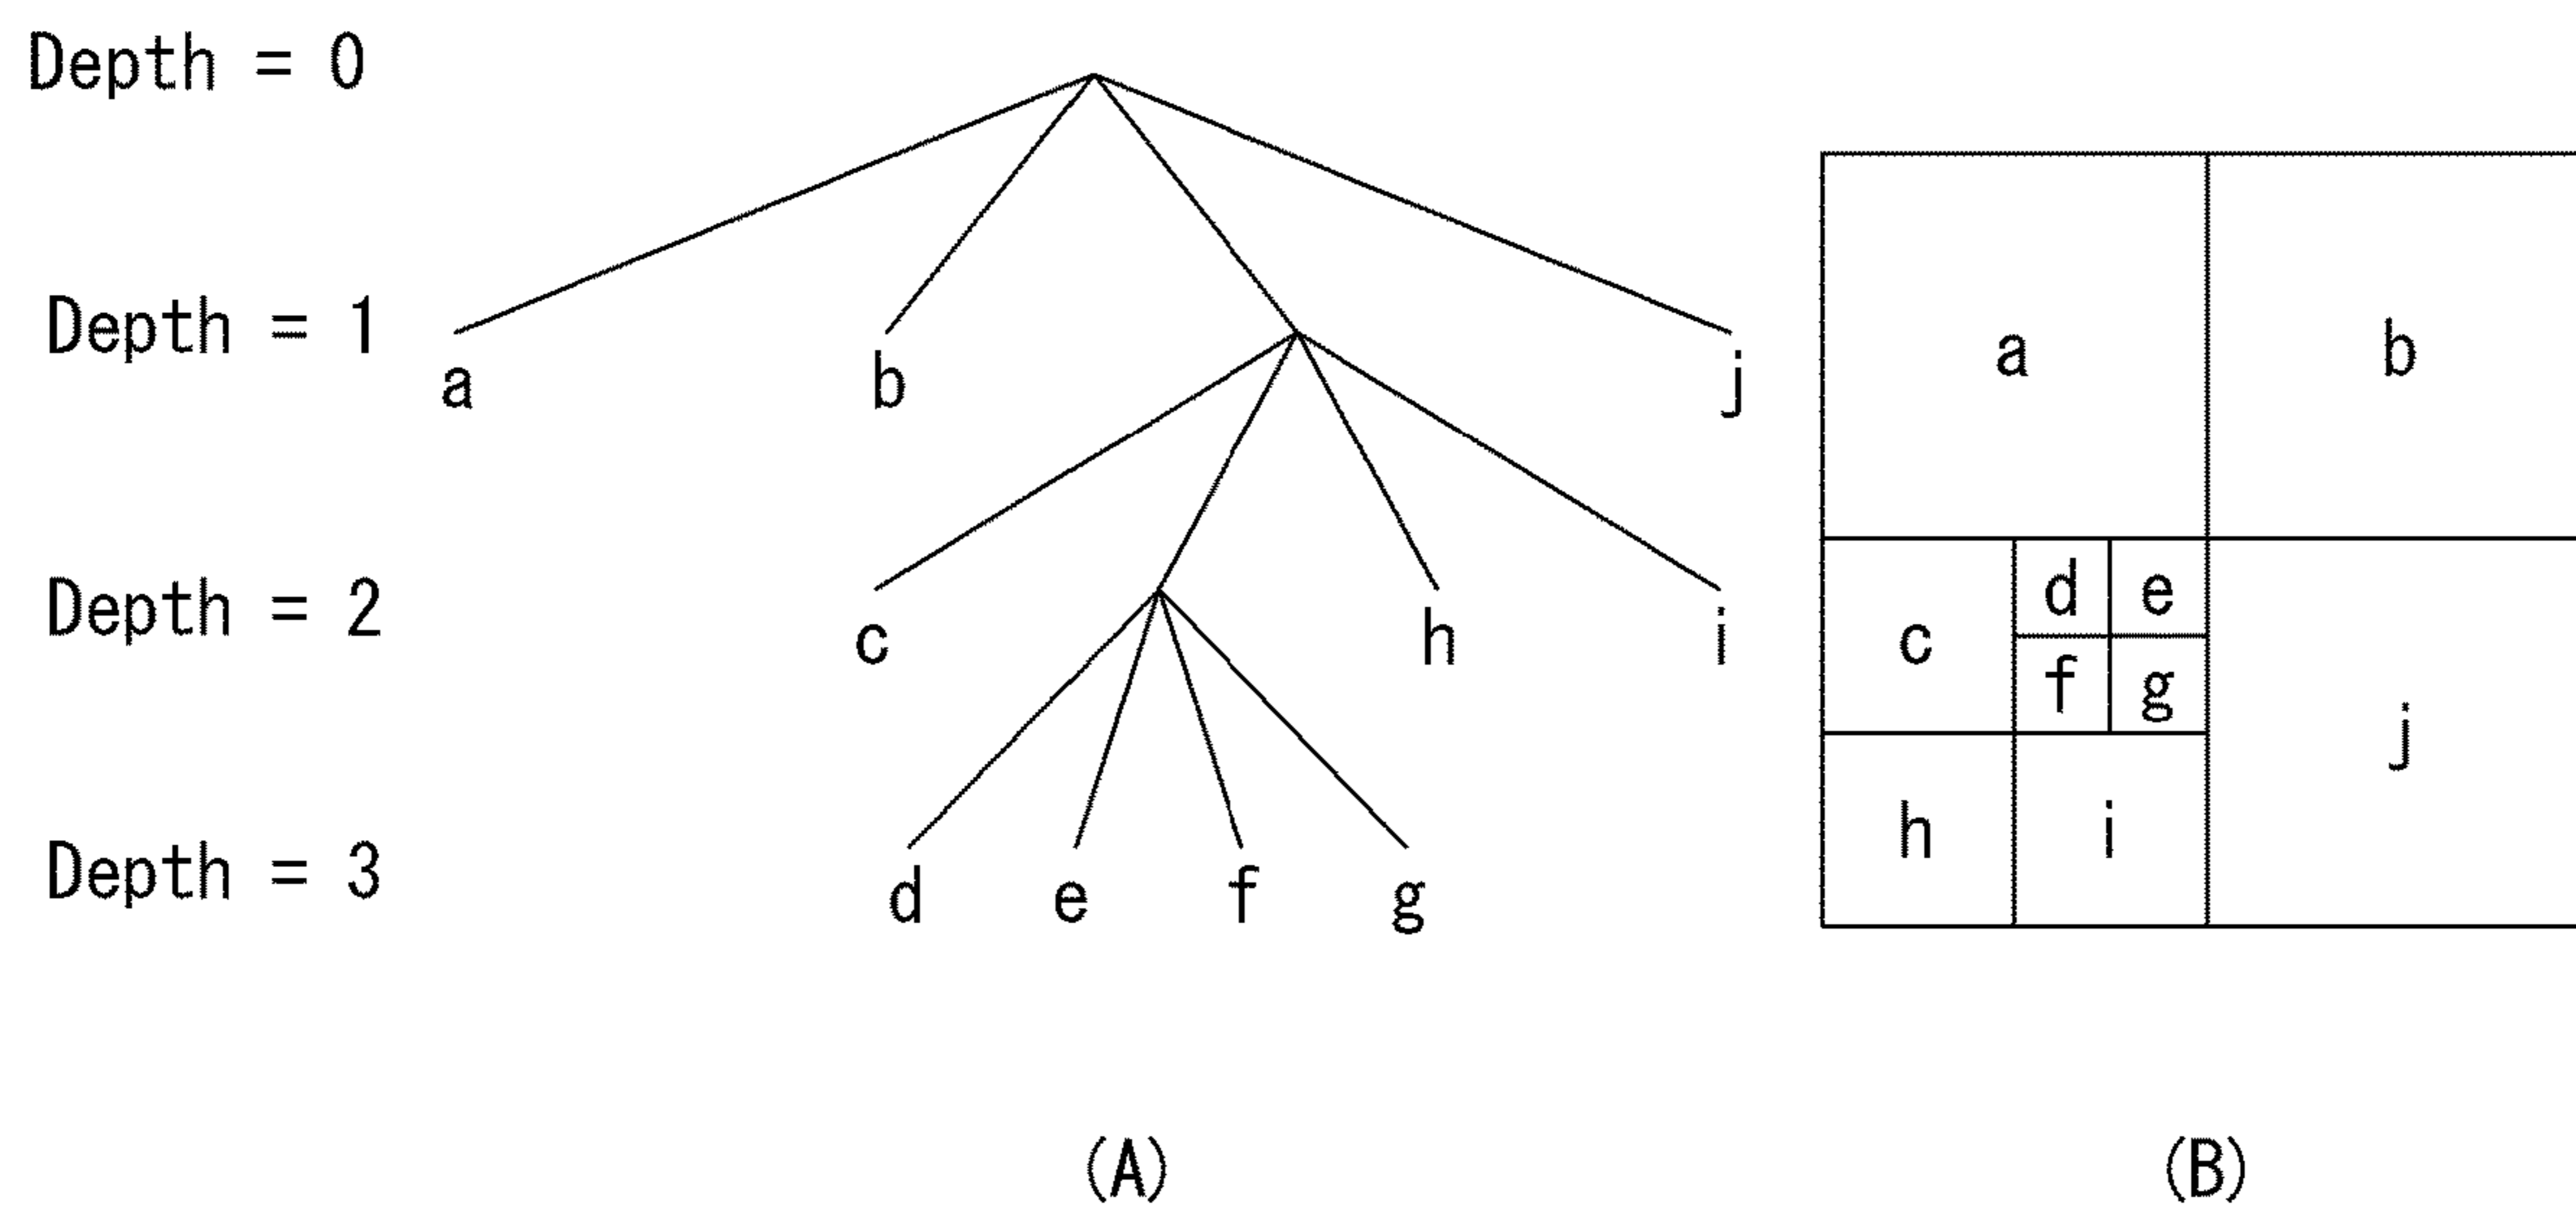 Depth = 0
Depth = 1
a b j
Depth = 2
c h i
Depth = 3
d e f g
(A)
a b
c d e
f g
h i j
(B)